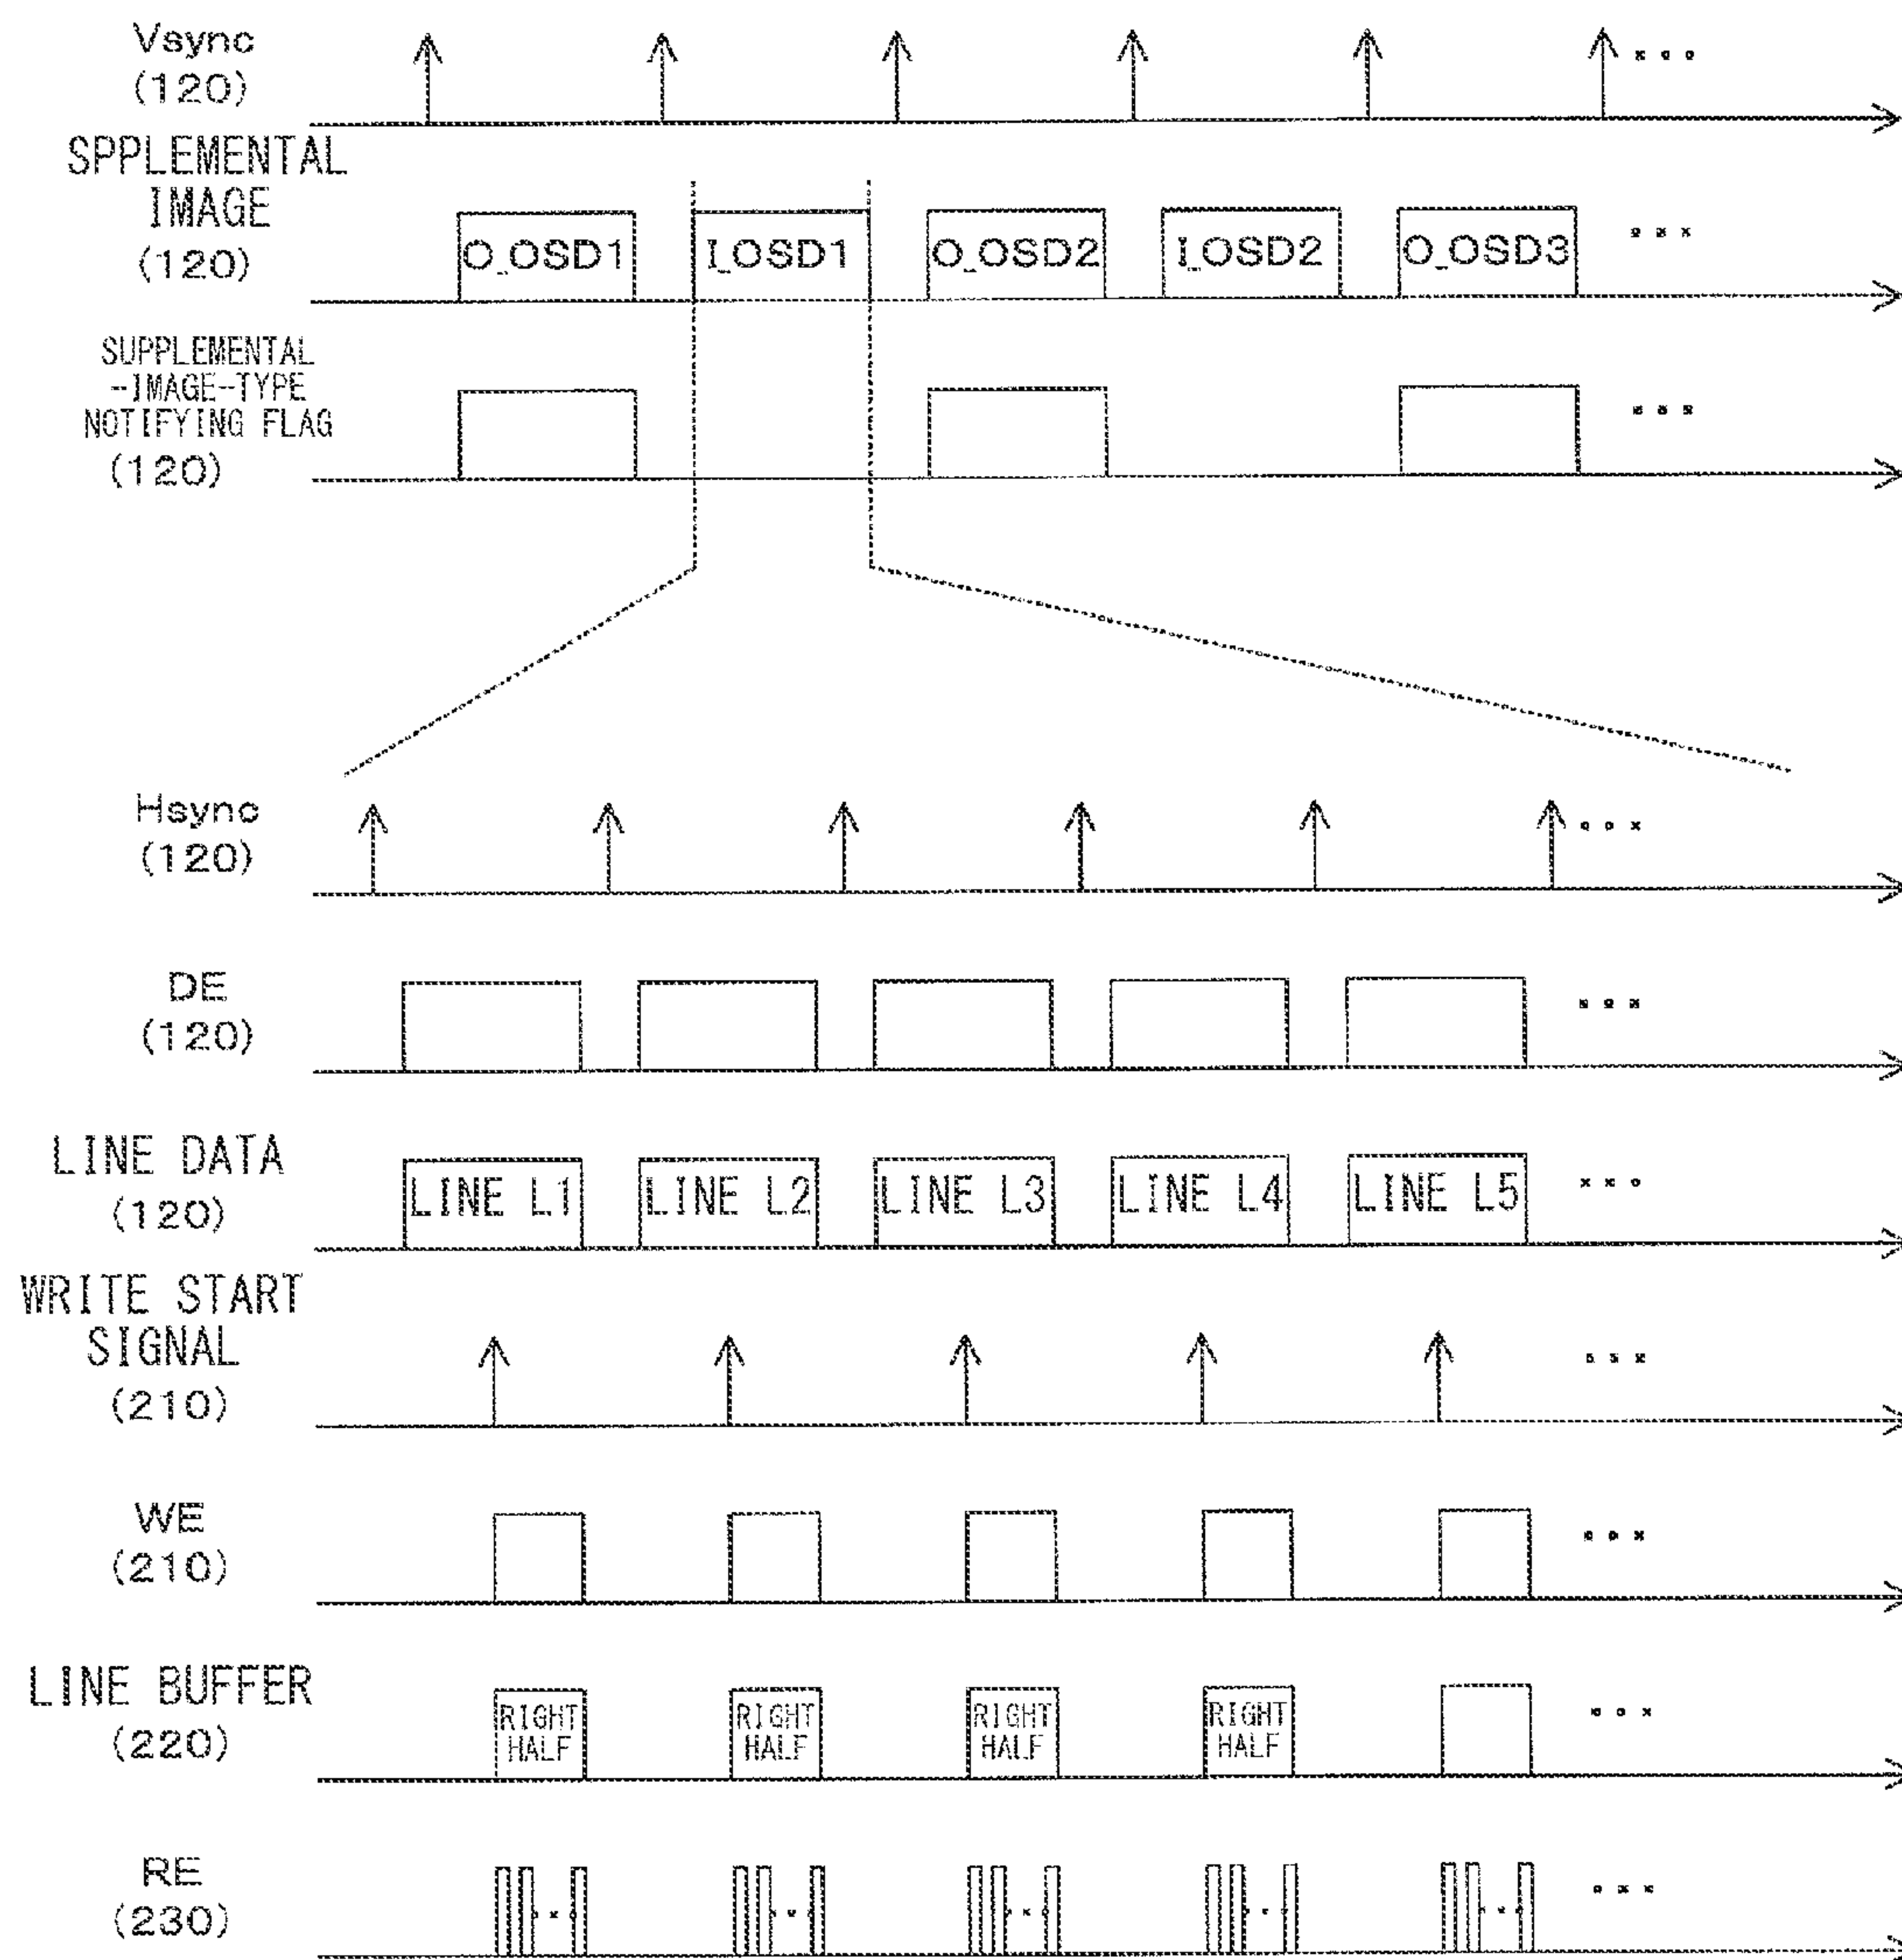 Vsync
(120)
SPPLEMENTAL
IMAGE
(120)
O_OSD1 I_OSD1 O_OSD2 I_OSD2 O_OSD3
SUPPLEMENTAL
-IMAGE-TYPE
NOTIFYING FLAG
(120)
Hsync
(120)
DE
(120)
LINE DATA
(120)
LINE L1 LINE L2 LINE L3 LINE L4 LINE L5
WRITE START
SIGNAL
(210)
WE
(210)
LINE BUFFER
(220)
RIGHT RIGHT RIGHT RIGHT
HALF HALF HALF HALF
RE
(230)